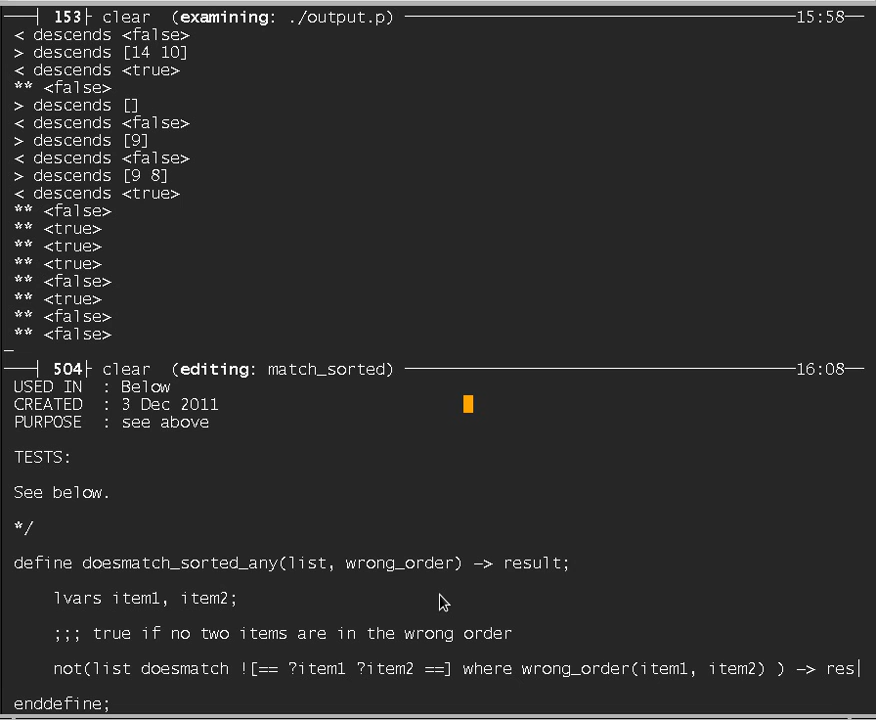 153 clear (examining: ./output.p) 15:58
< descends <false>
> descends [14 10]
< descends <true>
** <false>
> descends []
< descends <false>
> descends [9]
< descends <false>
> descends [9 8]
< descends <true>
** <false>
** <true>
** <true>
** <true>
** <false>
** <true>
** <false>
** <false>
504 clear (editing: match_sorted) 16:08
USED IN : Below
CREATED : 3 Dec 2011
PURPOSE : see above
TESTS:
See below.
*/
define doesmatch_sorted_any(list, wrong_order) -> result;
lvars item1, item2;
;;; true if no two items are in the wrong order
not(list doesmatch ![== ?item1 ?item2 ==] where wrong_order(item1, item2) ) -> res
enddefine;